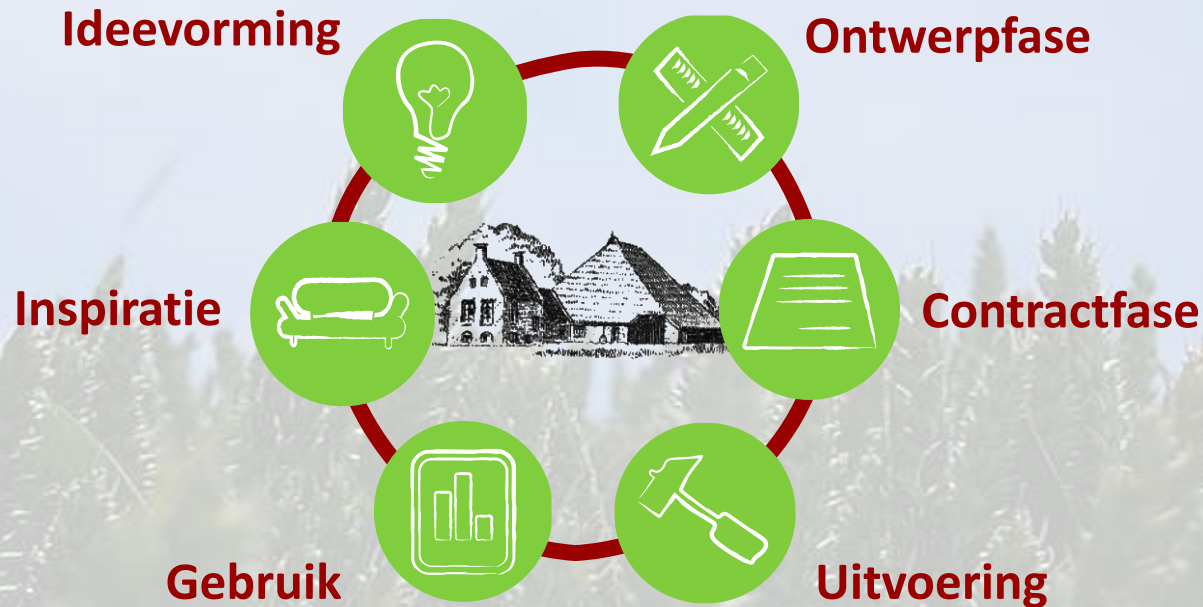 Ideevorming
Ontwerpfase
Inspiratie
Contractfase
Gebruik
Uitvoering